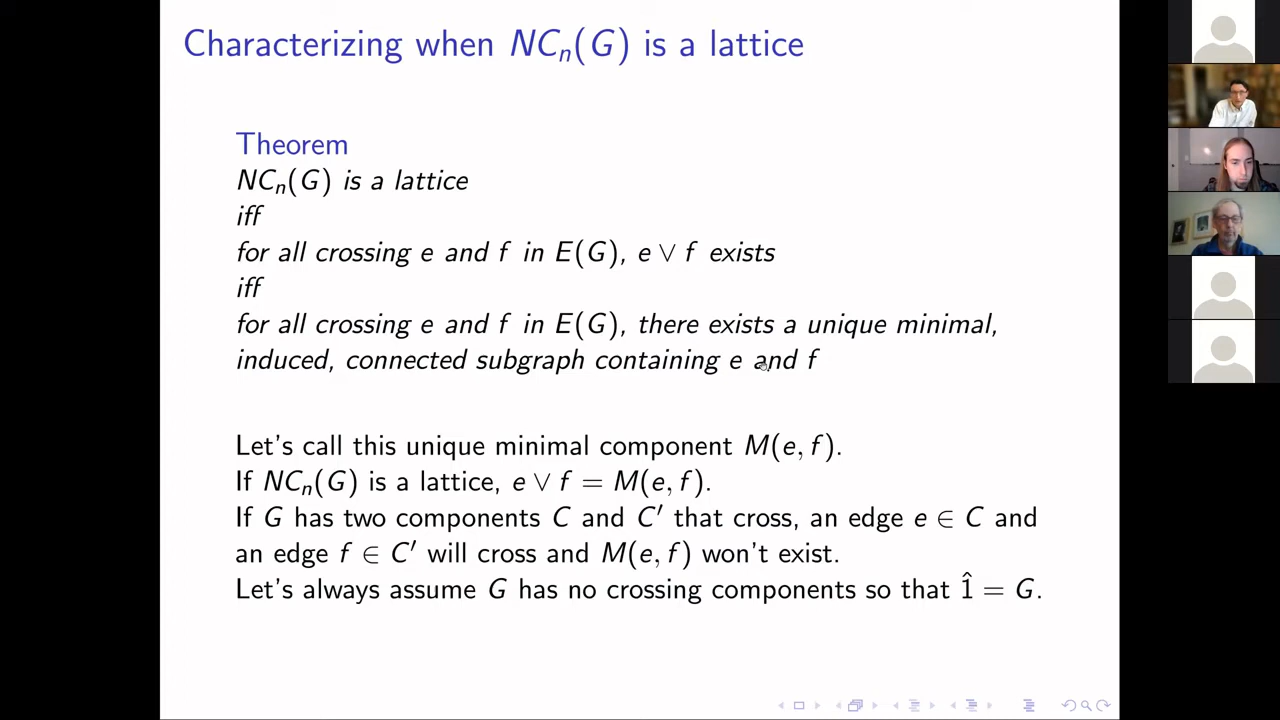 Characterizing when NCₙ(G) is a lattice
Theorem
NCₙ(G) is a lattice
iff
for all crossing e and f in E(G), e ∨ f exists
iff
for all crossing e and f in E(G), there exists a unique minimal,
induced, connected subgraph containing e and f
Let's call this unique minimal component M(e, f).
If NCₙ(G) is a lattice, e ∨ f = M(e, f).
If G has two components C and C′ that cross, an edge e ∈ C and
an edge f ∈ C′ will cross and M(e, f) won't exist.
Let's always assume G has no crossing components so that 1̂ = G.